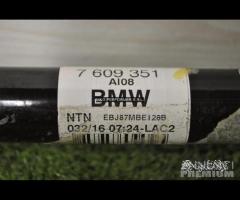 7 609 351
AI08
BMW
NTN EBJ87MBE128B
032/16 07:24-LAC2
PREMIUM